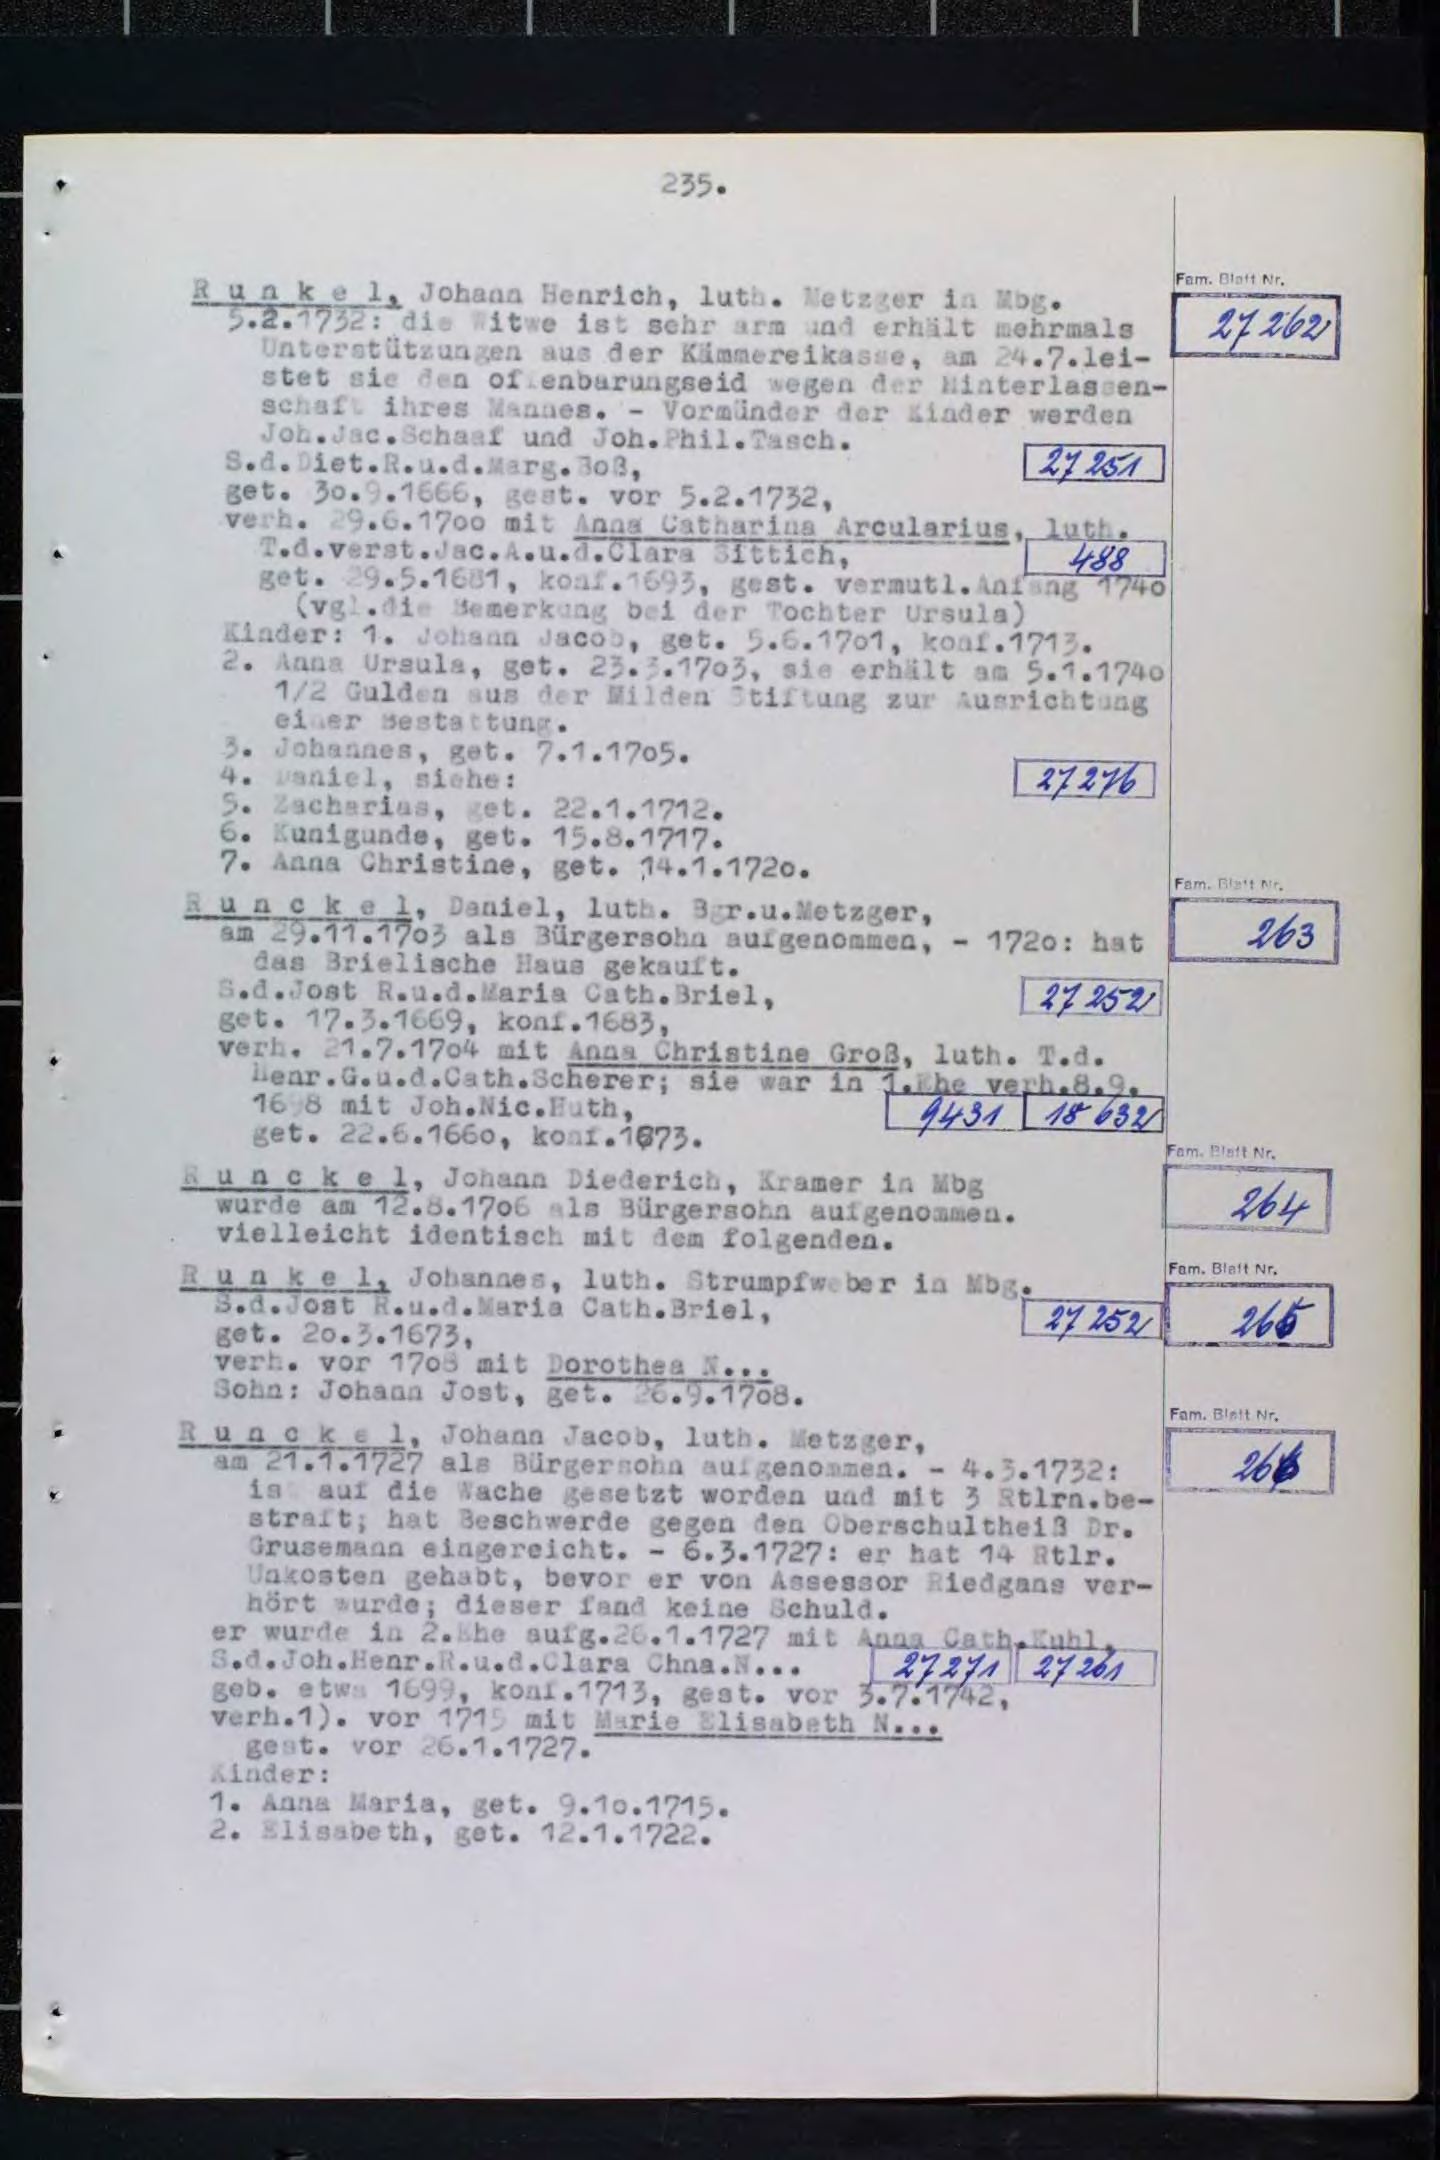 235.
Fam. Blatt Nr.
R u n k e l, Johann Henrich, luth. Metzger in Mbg.
27 262
5.2.1732: die Witwe ist sehr arm und erhält mehrmals
Unterstützungen aus der Kämmereikasse, am 24.7.lei-
stet sie den offenbarungseid wegen der Hinterlassen-
schaft ihres Mannes. - Vormünder der Kinder werden
Joh.Jac.Schaaf und Joh.Phil.Tasch.
S.d.Diet.R.u.d.Marg.Boß, 27 251
get. 30.9.1666, gest. vor 5.2.1732,
verh. 29.6.1700 mit Anna Catharina Arcularius, luth.
T.d.verst.Jac.A.u.d.Clara Sittich, 488
get. 29.5.1681, konf.1693, gest. vermutl.Anfang 1740
(vgl.die Bemerkung bei der Tochter Ursula)
Kinder: 1. Johann Jacob, get. 5.6.1701, konf.1713.
2. Anna Ursula, get. 23.3.1703, sie erhält am 5.1.1740
1/2 Gulden aus der Milden Stiftung zur Ausrichtung
einer Bestattung.
3. Johannes, get. 7.1.1705.
4. Daniel, siehe: 27 276
5. Zacharias, get. 22.1.1712.
6. Kunigunde, get. 15.8.1717.
7. Anna Christine, get. 14.1.1720.
Fam. Blatt Nr.
R u n c k e l, Daniel, luth. Bgr.u.Metzger,
263
am 29.11.1703 als Bürgersohn aufgenommen, - 1720: hat
das Brielische Haus gekauft.
S.d.Jost R.u.d.Maria Cath.Briel, 27 252
get. 17.3.1669, konf.1683,
verh. 21.7.1704 mit Anna Christine Groß, luth. T.d.
Henr.G.u.d.Cath.Scherer; sie war in 1.Ehe verh.8.9.
1698 mit Joh.Nic.Huth, 9431 18 632
get. 22.6.1660, konf.1673.
Fam. Blatt Nr.
R u n c k e l, Johann Diederich, Kramer in Mbg
264
wurde am 12.8.1706 als Bürgersohn aufgenommen.
vielleicht identisch mit dem folgenden.
Fam. Blatt Nr.
R u n k e l, Johannes, luth. Strumpfweber in Mbg.
S.d.Jost R.u.d.Maria Cath.Briel, 27 252 265
get. 20.3.1673,
verh. vor 1708 mit Dorothea N...
Sohn: Johann Jost, get. 26.9.1708.
Fam. Blatt Nr.
R u n c k e l, Johann Jacob, luth. Metzger,
266
am 21.1.1727 als Bürgersohn aufgenommen. - 4.3.1732:
ist auf die Wache gesetzt worden und mit 3 Rtlrn.be-
straft; hat Beschwerde gegen den Oberschultheiß Dr.
Grusemann eingereicht. - 6.3.1727: er hat 14 Rtlr.
Unkosten gehabt, bevor er von Assessor Riedgans ver-
hört wurde; dieser fand keine Schuld.
er wurde in 2.Ehe aufg.26.1.1727 mit Anna Cath.Kuhl,
S.d.Joh.Henr.R.u.d.Clara Chna.N... 27 271 27 261
geb. etwa 1699, konf.1713, gest. vor 3.7.1742,
verh.1). vor 1715 mit Marie Elisabeth N...
gest. vor 26.1.1727.
Kinder:
1. Anna Maria, get. 9.10.1715.
2. Elisabeth, get. 12.1.1722.